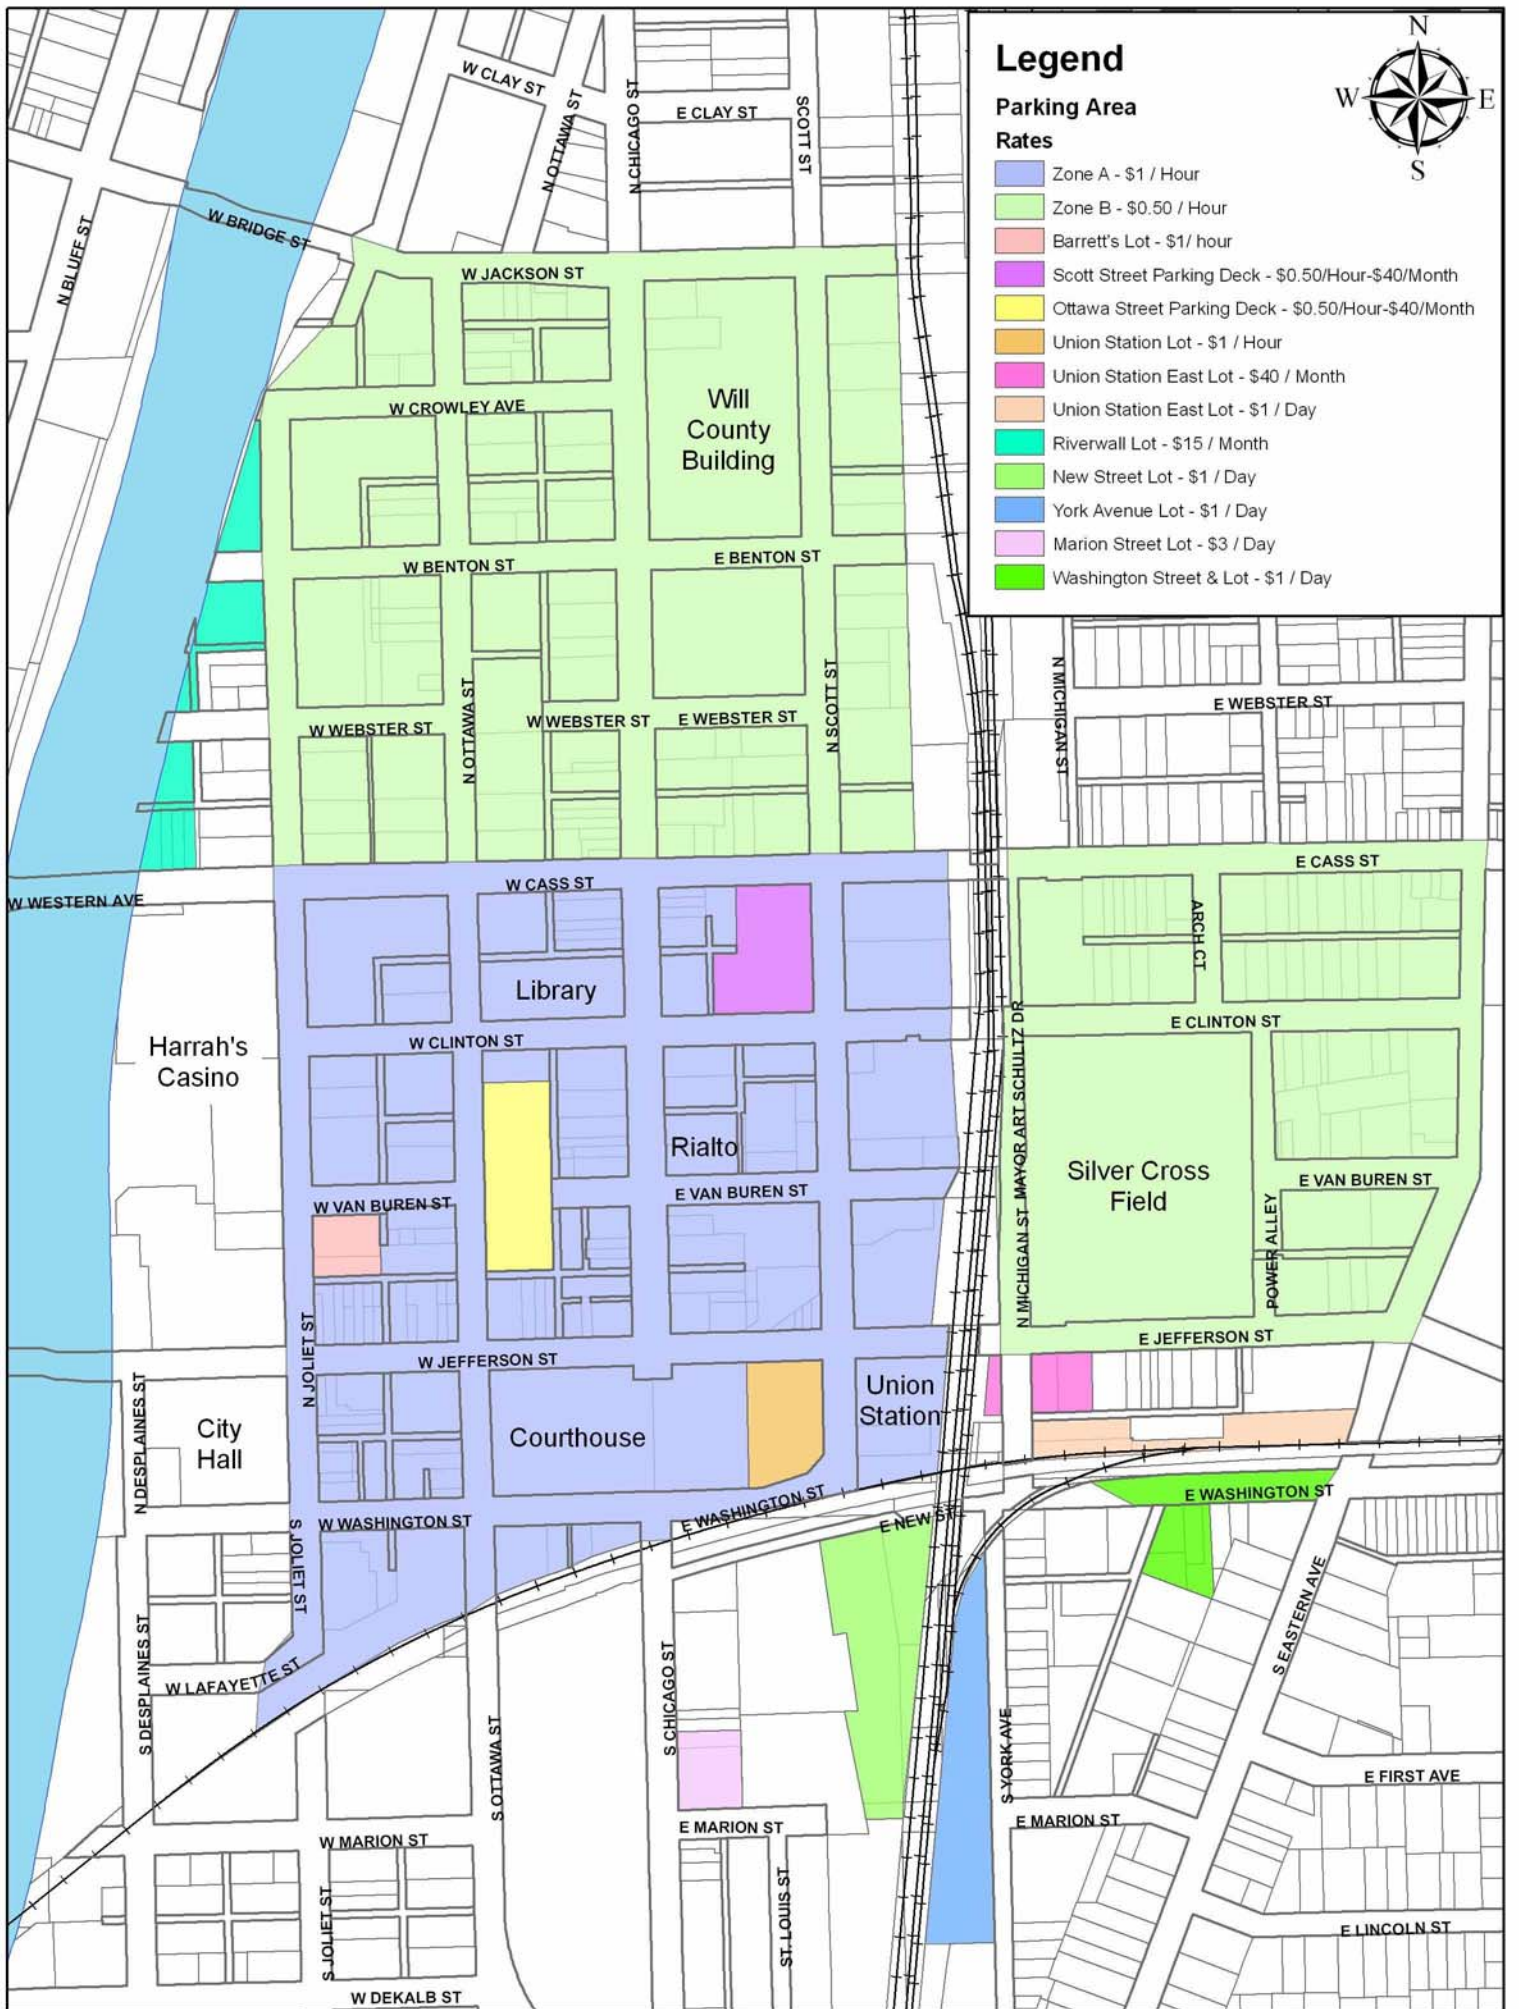 Legend
N
W
E
S
Parking Area
Rates
Zone A - $1 / Hour
Zone B - $0.50 / Hour
Barrett's Lot - $1/ hour
Scott Street Parking Deck - $0.50/Hour-$40/Month
Ottawa Street Parking Deck - $0.50/Hour-$40/Month
Union Station Lot - $1 / Hour
Union Station East Lot - $40 / Month
Union Station East Lot - $1 / Day
Riverwall Lot - $15 / Month
New Street Lot - $1 / Day
York Avenue Lot - $1 / Day
Marion Street Lot - $3 / Day
Washington Street & Lot - $1 / Day
W CLAY ST
N OTTAWA ST
N CHICAGO ST
E CLAY ST
SCOTT ST
W BRIDGE ST
N BLUFF ST
W JACKSON ST
W CROWLEY AVE
Will
County
Building
W BENTON ST
E BENTON ST
N OTTAWA ST
N SCOTT ST
N MICHIGAN ST
W WEBSTER ST
W WEBSTER ST
E WEBSTER ST
E WEBSTER ST
W WESTERN AVE
W CASS ST
E CASS ST
ARCH CT
Library
Harrah's
Casino
W CLINTON ST
E CLINTON ST
N MICHIGAN ST
MAYOR ART SCHULTZ DR
Rialto
Silver Cross
Field
W VAN BUREN ST
E VAN BUREN ST
E VAN BUREN ST
POWER ALLEY
N JOLIET ST
W JEFFERSON ST
E JEFFERSON ST
N DESPLAINES ST
City
Hall
Courthouse
Union
Station
W WASHINGTON ST
E WASHINGTON ST
E WASHINGTON ST
E NEW ST
S JOLIET ST
S DESPLAINES ST
W LAFAYETTE ST
S OTTAWA ST
S CHICAGO ST
S YORK AVE
S EASTERN AVE
E FIRST AVE
W MARION ST
E MARION ST
E MARION ST
S JOLIET ST
ST. LOUIS ST
E LINCOLN ST
W DEKALB ST